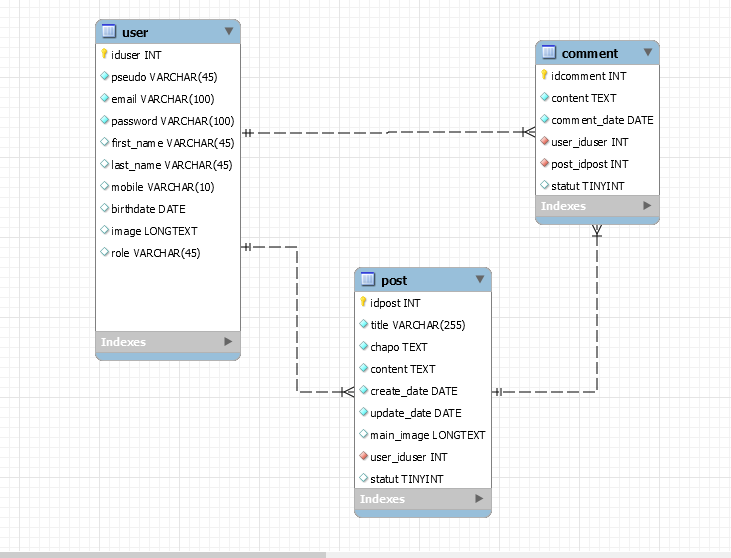 user
iduser INT
pseudo VARCHAR(45)
email VARCHAR(100)
password VARCHAR(100)
first_name VARCHAR(45)
last_name VARCHAR(45)
mobile VARCHAR(10)
birthdate DATE
image LONGTEXT
role VARCHAR(45)
Indexes
comment
idcomment INT
content TEXT
comment_date DATE
user_iduser INT
post_idpost INT
statut TINYINT
Indexes
post
idpost INT
title VARCHAR(255)
chapo TEXT
content TEXT
create_date DATE
update_date DATE
main_image LONGTEXT
user_iduser INT
statut TINYINT
Indexes